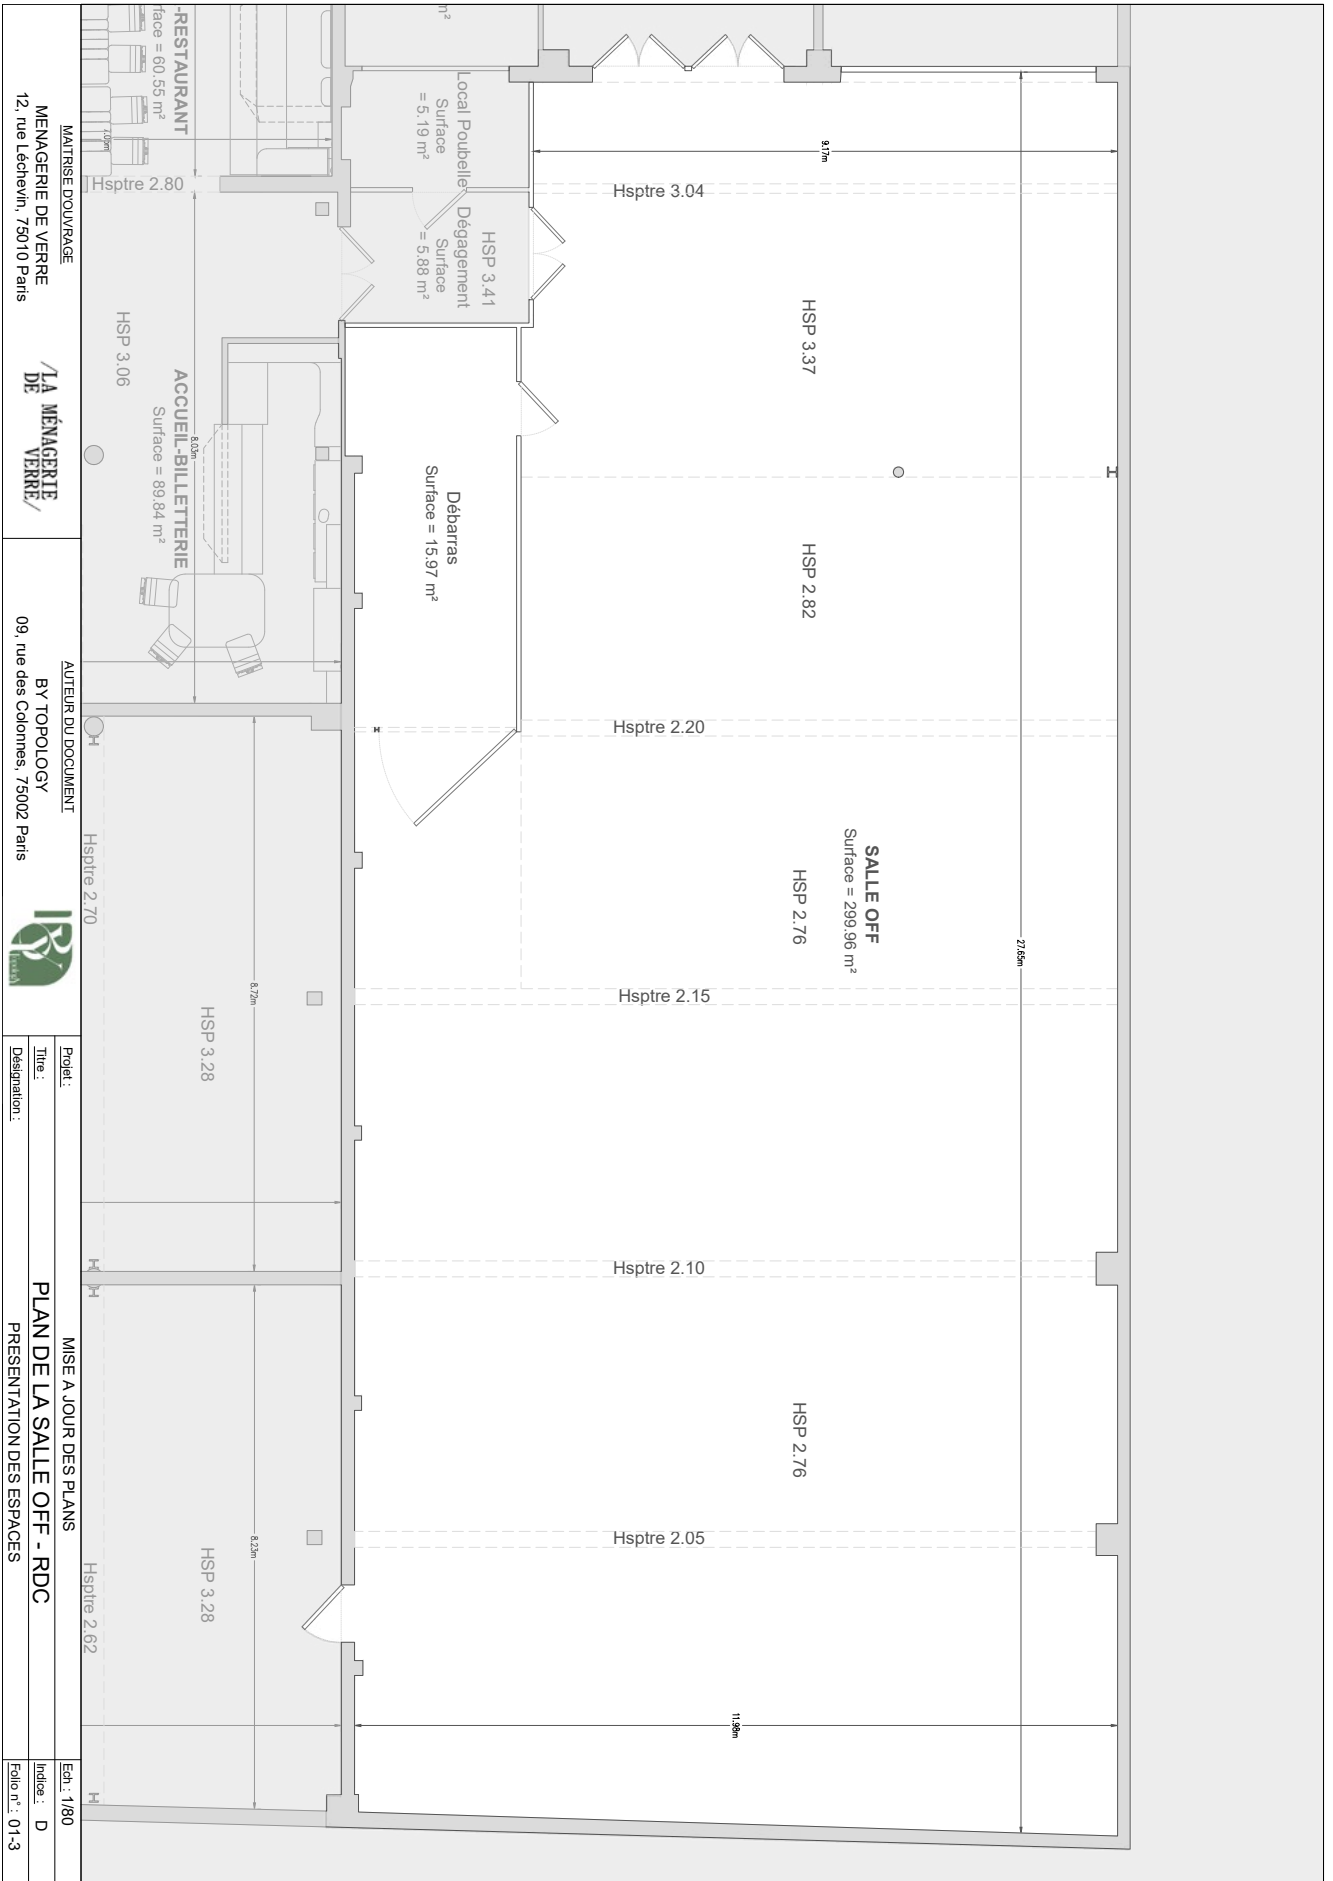 m²
-RESTAURANT
rface = 60.55 m²
7.05m
Hsptre 2.80
Local Poubelle
Surface
= 5.19 m²
HSP 3.41
Dégagement
Surface
= 5.88 m²
HSP 3.06
ACCUEIL-BILLETTERIE
Surface = 89.84 m²
8.03m
Débarras
Surface = 15.97 m²
9.17m
Hsptre 3.04
HSP 3.37
HSP 2.82
Hsptre 2.20
SALLE OFF
Surface = 299.96 m²
HSP 2.76
27.65m
Hsptre 2.15
Hsptre 2.10
HSP 2.76
Hsptre 2.05
11.98m
Hsptre 2.70
8.72m
HSP 3.28
8.23m
HSP 3.28
Hsptre 2.62
MAITRISE D'OUVRAGE
MENAGERIE DE VERRE
12, rue Léchevin, 75010 Paris
/LA MÉNAGERIE
DE VERRE/
AUTEUR DU DOCUMENT
BY TOPOLOGY
09, rue des Colonnes, 75002 Paris
BY
Projet : MISE A JOUR DES PLANS
Titre : PLAN DE LA SALLE OFF - RDC
Désignation : PRESENTATION DES ESPACES
Ech : 1/80
Indice : D
Folio n° : 01-3